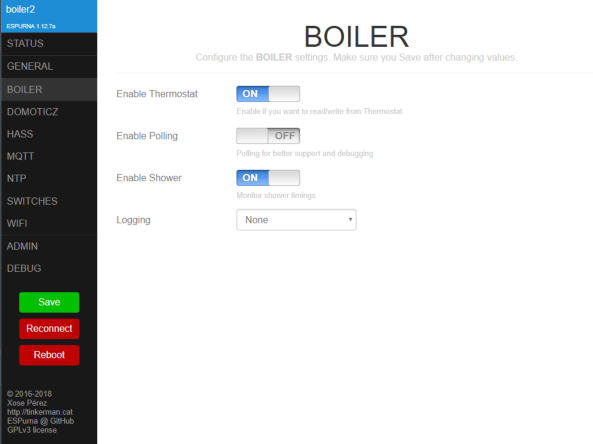 boiler2
ESPURNA 1.12.7a
STATUS
GENERAL
BOILER
DOMOTICZ
HASS
MQTT
NTP
SWITCHES
WIFI
ADMIN
DEBUG
Save
Reconnect
Reboot
© 2016-2018
Xose Pérez
http://tinkerman.cat
ESPurna @ GitHub
GPLv3 license
BOILER
Configure the BOILER settings. Make sure you Save after changing values.
Enable Thermostat ON
Enable if you want to read/write from Thermostat
Enable Polling OFF
Polling for better support and debugging
Enable Shower ON
Monitor shower timings
Logging None